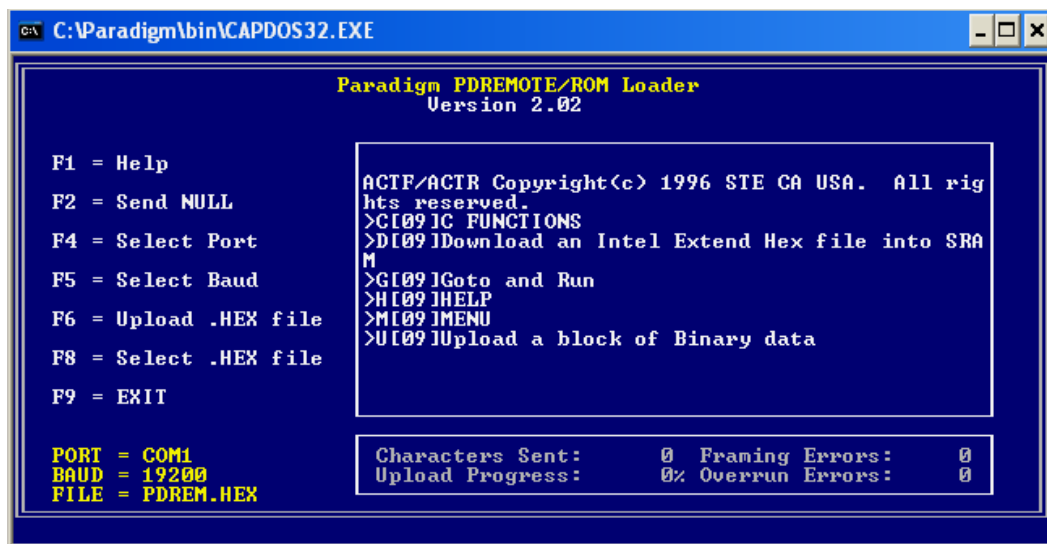 C:\Paradigm\bin\CAPDOS32.EXE
Paradigm PDREMOTE/ROM Loader
Version 2.02
F1 = Help
F2 = Send NULL
F4 = Select Port
F5 = Select Baud
F6 = Upload .HEX file
F8 = Select .HEX file
F9 = EXIT
ACTF/ACTR Copyright(c) 1996 STE CA USA.  All rig
hts reserved.
>C[09]C FUNCTIONS
>D[09]Download an Intel Extend Hex file into SRA
M
>G[09]Goto and Run
>H[09]HELP
>M[09]MENU
>U[09]Upload a block of Binary data
PORT = COM1
BAUD = 19200
FILE = PDREM.HEX
Characters Sent: 0 Framing Errors: 0
Upload Progress: 0% Overrun Errors: 0